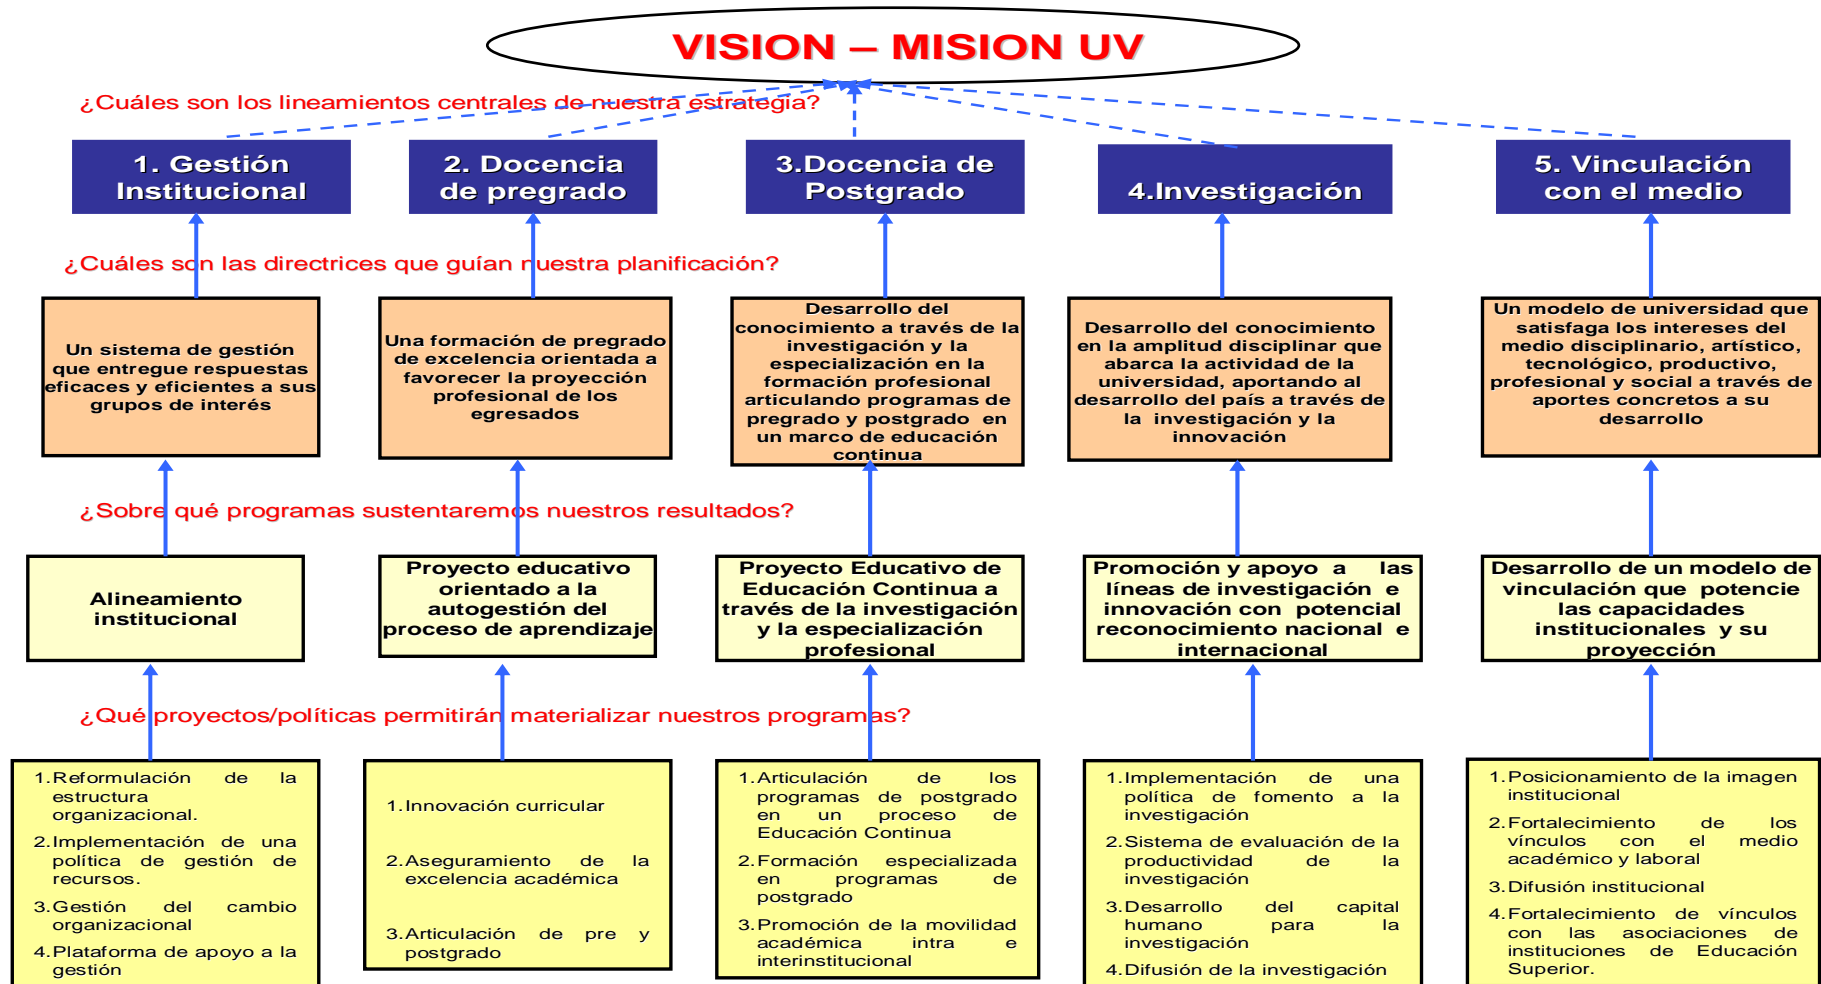 VISION – MISION UV
¿Cuáles son los lineamientos centrales de nuestra estrategia?
1. Gestión
Institucional
2. Docencia
de pregrado
3.Docencia de
Postgrado
4.Investigación
5. Vinculación
con el medio
¿Cuáles son las directrices que guían nuestra planificación?
Un sistema de gestión
que entregue respuestas
eficaces y eficientes a sus
grupos de interés
Una formación de pregrado
de excelencia orientada a
favorecer la proyección
profesional de los
egresados
Desarrollo del
conocimiento a través de la
investigación y la
especialización en la
formación profesional
articulando programas de
pregrado y postgrado en
un marco de educación
continua
Desarrollo del conocimiento
en la amplitud disciplinar que
abarca la actividad de la
universidad, aportando al
desarrollo del país a través de
la investigación y la
innovación
Un modelo de universidad que
satisfaga los intereses del
medio disciplinario, artístico,
tecnológico, productivo,
profesional y social a través de
aportes concretos a su
desarrollo
¿Sobre qué programas sustentaremos nuestros resultados?
Alineamiento
institucional
Proyecto educativo
orientado a la
autogestión del
proceso de aprendizaje
Proyecto Educativo de
Educación Continua a
través de la investigación
y la especialización
profesional
Promoción y apoyo a las
líneas de investigación e
innovación con potencial
reconocimiento nacional e
internacional
Desarrollo de un modelo de
vinculación que potencie
las capacidades
institucionales y su
proyección
¿Qué proyectos/políticas permitirán materializar nuestros programas?
1.Reformulación de la
estructura
organizacional.
2.Implementación de una
política de gestión de
recursos.
3.Gestión del cambio
organizacional
4.Plataforma de apoyo a la
gestión
1.Innovación curricular
2.Aseguramiento de la
excelencia académica
3.Articulación de pre y
postgrado
1.Articulación de los
programas de postgrado
en un proceso de
Educación Continua
2.Formación especializada
en programas de
postgrado
3.Promoción de la movilidad
académica intra e
interinstitucional
1.Implementación de una
política de fomento a la
investigación
2.Sistema de evaluación de la
productividad de la
investigación
3.Desarrollo del capital
humano para la
investigación
4.Difusión de la investigación
1.Posicionamiento de la imagen
institucional
2.Fortalecimiento de los
vínculos con el medio
académico y laboral
3.Difusión institucional
4.Fortalecimiento de vínculos
con las asociaciones de
instituciones de Educación
Superior.